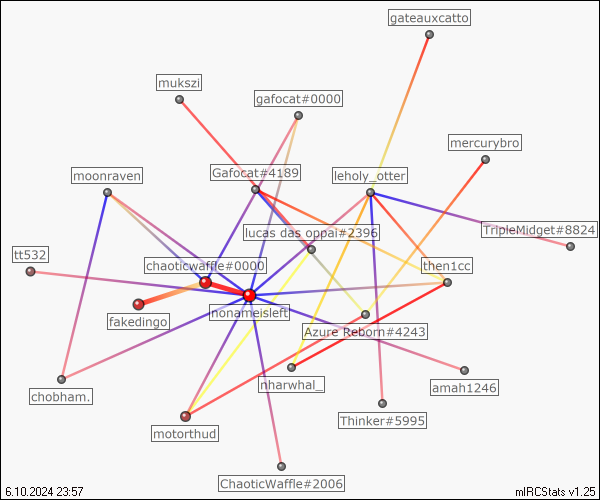 gateauxcatto
mukszi
gafocat#0000
mercurybro
Gafocat#4189
moonraven
leholy_otter
lucas das oppai#2396
TripleMidget#8824
tt532
chaoticwaffle#0000
then1cc
fakedingo
nonameisleft
Azure Reborn#4243
nharwhal_
amah1246
chobham.
Thinker#5995
motorthud
ChaoticWaffle#2006
6.10.2024 23:57
mIRCStats v1.25